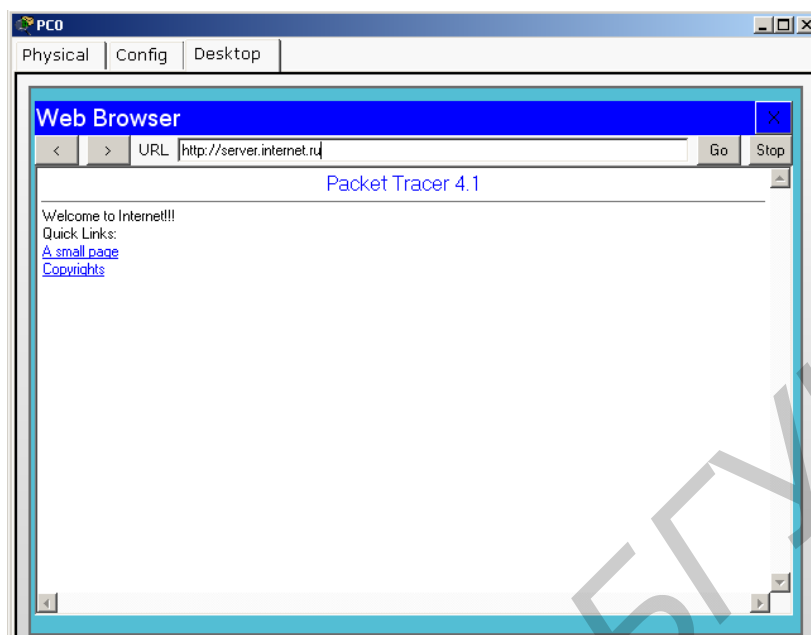 PC0
Physical Config Desktop
Web Browser
< > URL http://server.internet.ru Go Stop
Packet Tracer 4.1
Welcome to Internet!!!
Quick Links:
A small page
Copyrights